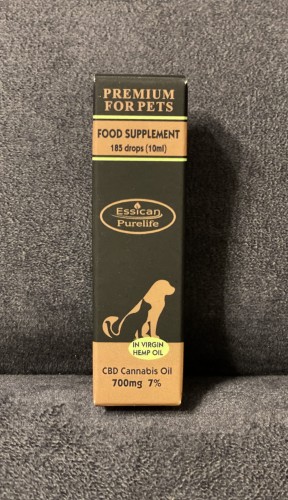 PREMIUM
FOR PETS
FOOD SUPPLEMENT
185 drops (10ml)
Essican
Purelife
IN VIRGIN
HEMP OIL
CBD Cannabis Oil
700mg 7%